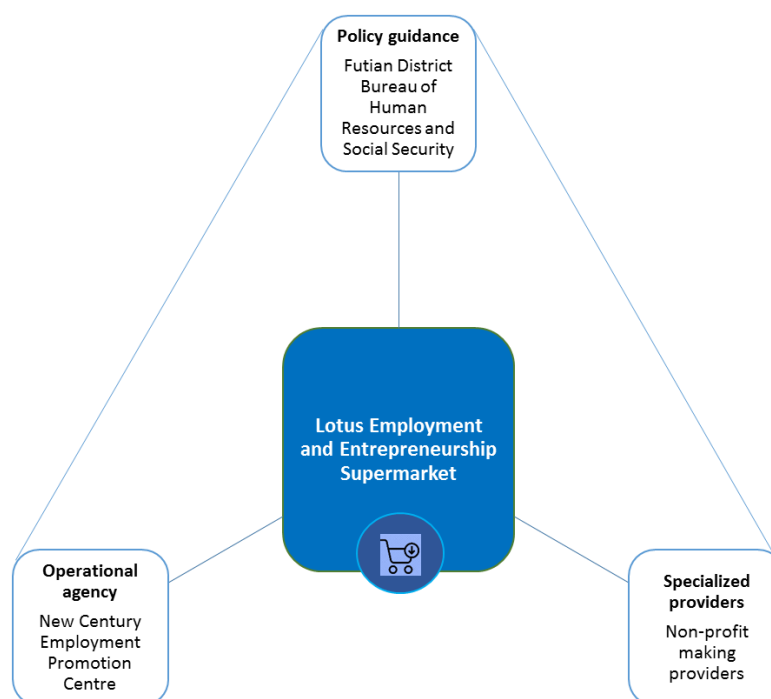 Policy guidance
Futian District
Bureau of
Human
Resources and
Social Security
Lotus Employment
and Entrepreneurship
Supermarket
Operational
agency
New Century
Employment
Promotion
Centre
Specialized
providers
Non-profit
making
providers